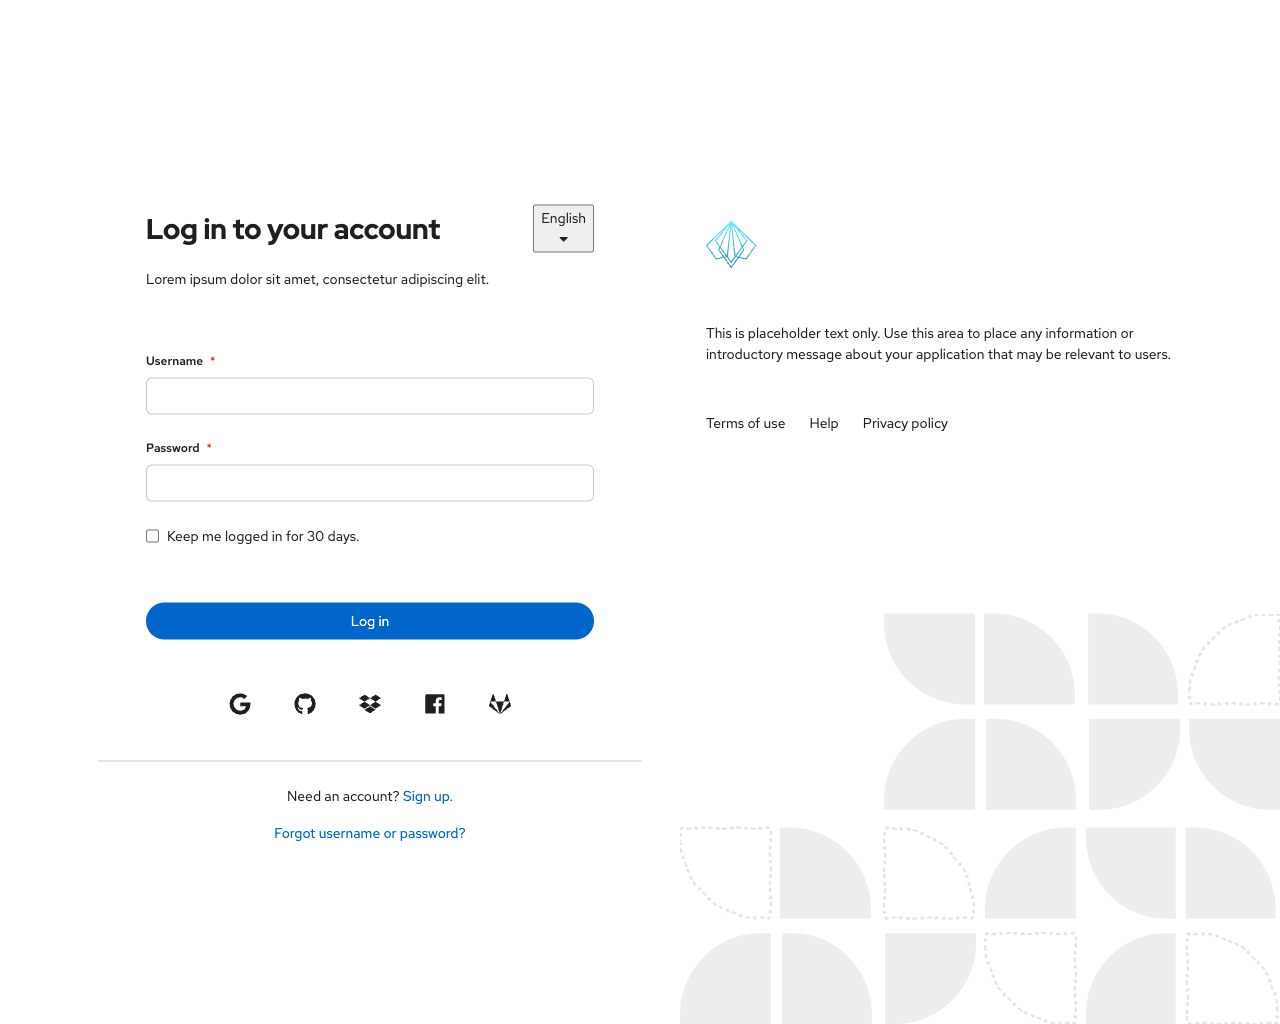 Log in to your account
English
Lorem ipsum dolor sit amet, consectetur adipiscing elit.
Username *
Password *
Keep me logged in for 30 days.
Log in
Need an account? Sign up.
Forgot username or password?
This is placeholder text only. Use this area to place any information or
introductory message about your application that may be relevant to users.
Terms of use Help Privacy policy